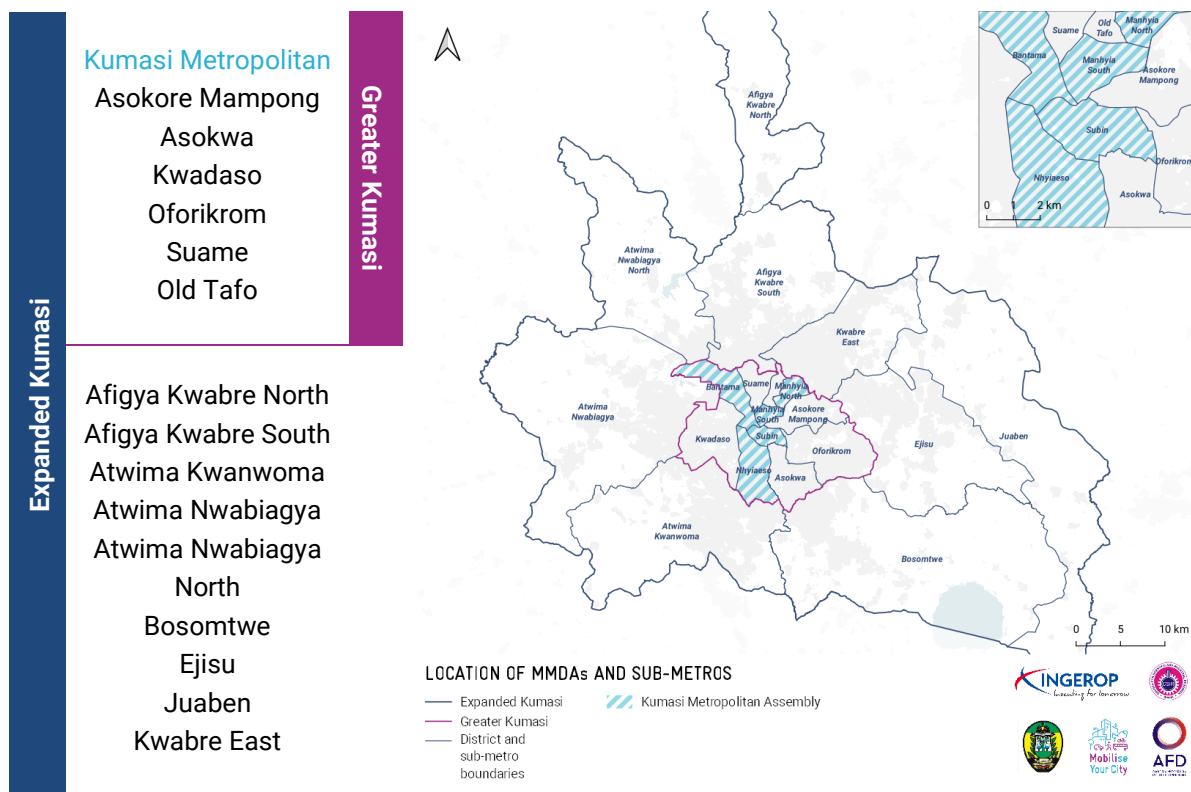 Expanded Kumasi
Greater Kumasi
Kumasi Metropolitan
Asokore Mampong
Asokwa
Kwadaso
Oforikrom
Suame
Old Tafo
Afigya Kwabre North
Afigya Kwabre South
Atwima Kwanwoma
Atwima Nwabiagya
Atwima Nwabiagya
North
Bosomtwe
Ejisu
Juaben
Kwabre East
Afigya
Kwabre
North
Atwima
Nwabiagya
North
Afigya
Kwabre
South
Kwabre
East
Atwima
Nwabiagya
Bantama
Suame
Manhyia
North
Manhyia
South
Asokore
Mampong
Kwadaso
Subin
Oforikrom
Nhyiaeso
Asokwa
Ejisu
Juaben
Atwima
Kwanwoma
Bosomtwe
0 5 10 km
Suame
Old
Tafo
Manhyia
North
Bantama
Manhyia
South
Asokore
Mampong
Subin
Oforikrom
Nhyiaeso
Asokwa
0 1 2 km
LOCATION OF MMDAs AND SUB-METROS
Expanded Kumasi
Greater Kumasi
District and
sub-metro
boundaries
Kumasi Metropolitan Assembly
INGEROP
Inventing for tomorrow
Mobilise
Your City
AFD